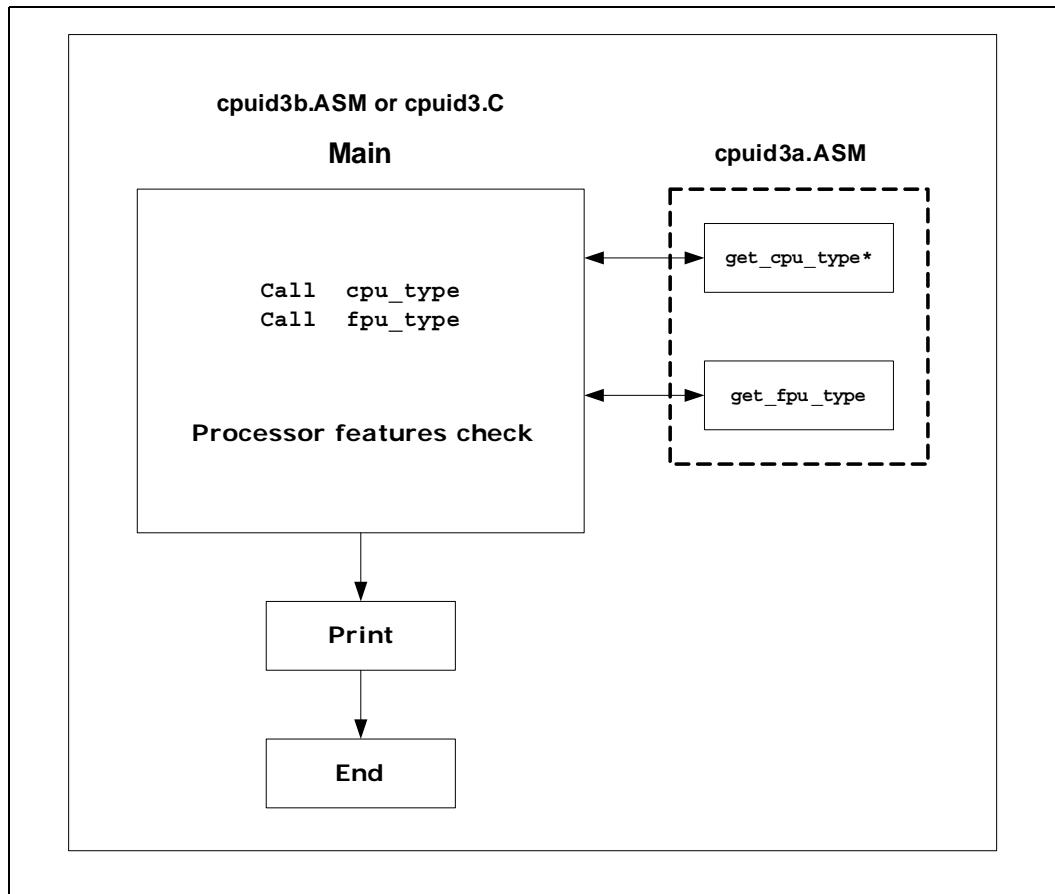 cpuid3b.ASM or cpuid3.C
Main
cpuid3a.ASM
get_cpu_type*
Call cpu_type
Call fpu_type
get_fpu_type
Processor features check
Print
End